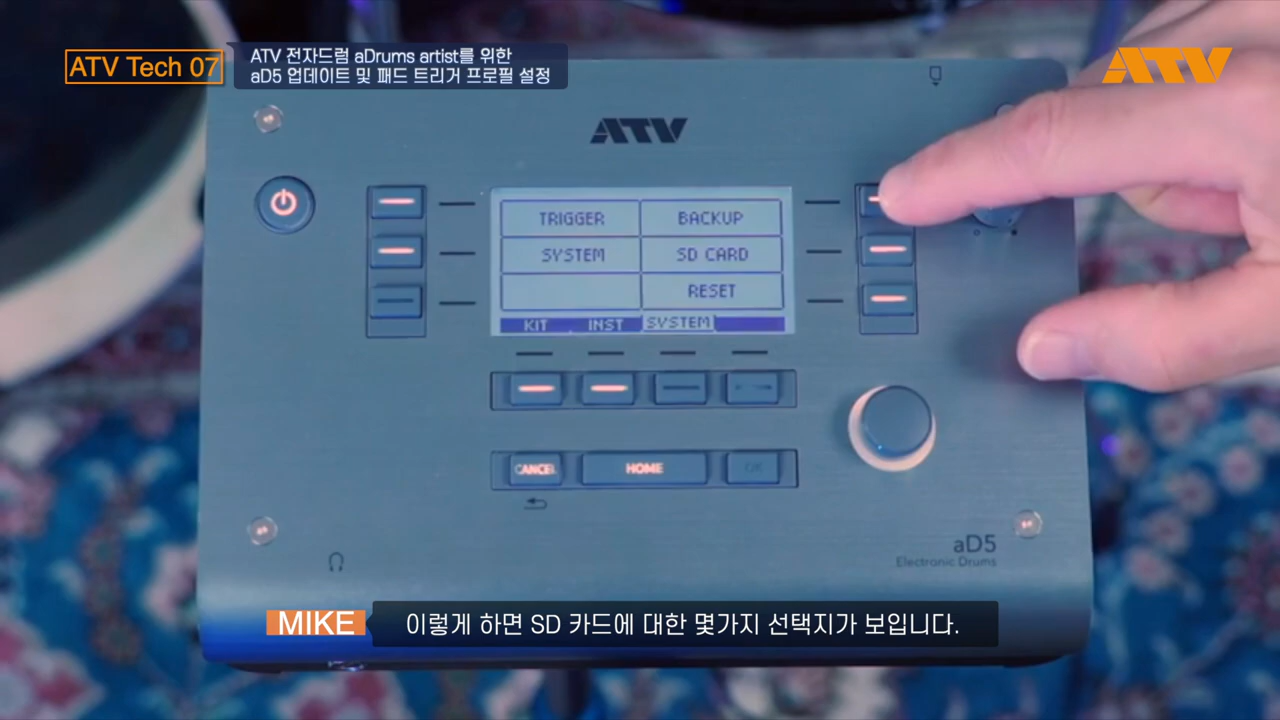 ATV Tech 07
ATV 전자드럼 aDrums artist를 위한
aD5 업데이트 및 패드 트리거 프로필 설정
ATV
ATV
TRIGGER BACKUP
SYSTEM SD CARD
RESET
KIT INST SYSTEM
CANCEL HOME OK
aD5
Electronic Drums
MIKE 이렇게 하면 SD 카드에 대한 몇가지 선택지가 보입니다.